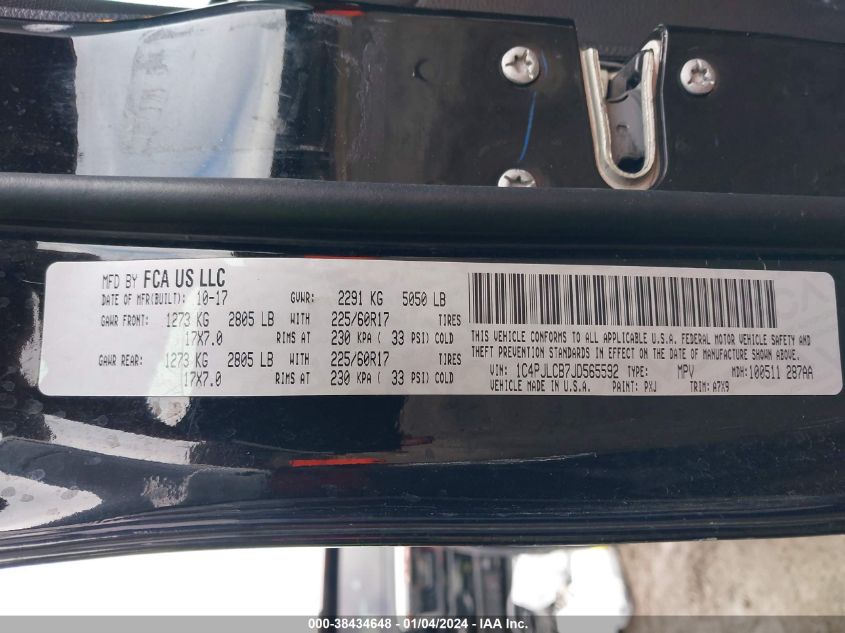 MFD BY FCA US LLC
DATE OF MFR(BUILT): 10-17 GVWR: 2291 KG 5050 LB
GAWR FRONT: 1273 KG 2805 LB WITH 225/60R17 TIRES
17X7.0 RIMS AT 230 KPA ( 33 PSI) COLD
GAWR REAR: 1273 KG 2805 LB WITH 225/60R17 TIRES
17X7.0 RIMS AT 230 KPA ( 33 PSI) COLD
THIS VEHICLE CONFORMS TO ALL APPLICABLE U.S.A. FEDERAL MOTOR VEHICLE SAFETY AND
THEFT PREVENTION STANDARDS IN EFFECT ON THE DATE OF MANUFACTURE SHOWN ABOVE.
VIN: 1C4PJLCB7JD565592 TYPE: MPV MDH:100511 287AA
VEHICLE MADE IN U.S.A. PAINT: PXJ TRIM: A7X9
000-38434648 - 01/04/2024 - IAA Inc.